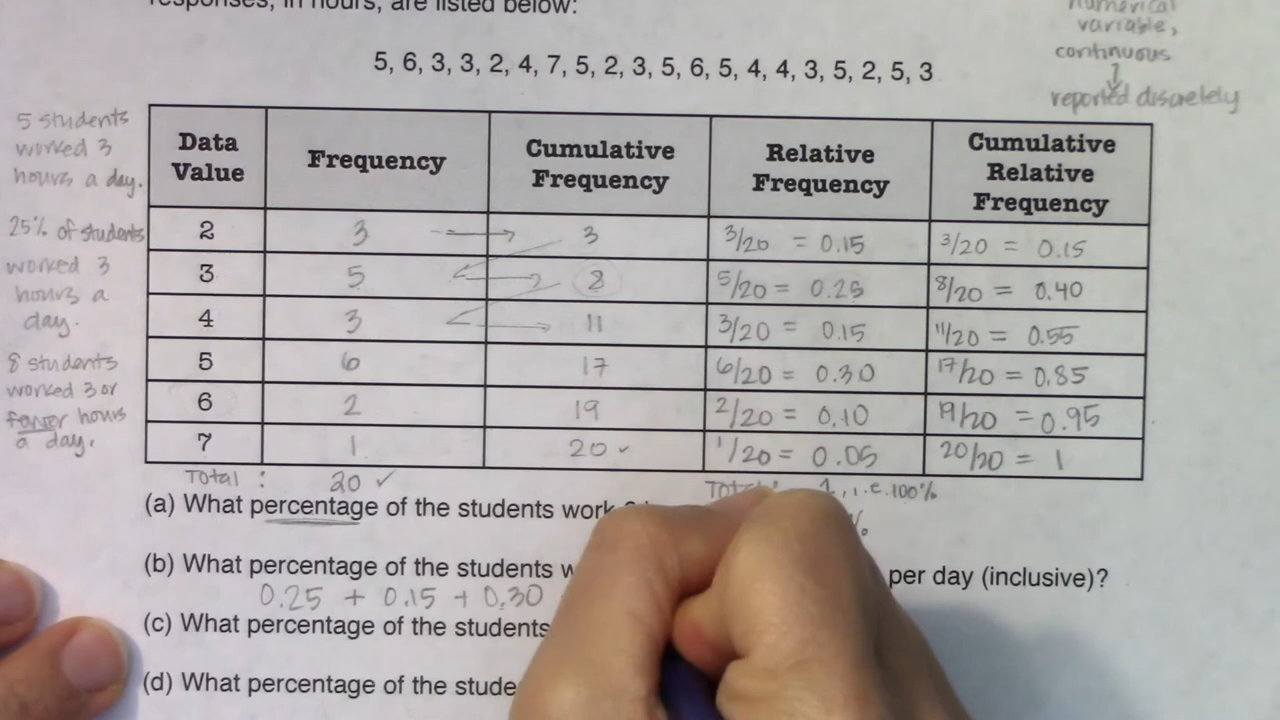 responses, in hours, are listed below:
numerical
variable,
continuous
reported discretely
5, 6, 3, 3, 2, 4, 7, 5, 2, 3, 5, 6, 5, 4, 4, 3, 5, 2, 5, 3
5 students
worked 3
hours a day.
25% of students
worked 3
hours a
day.
8 students
worked 3 or
fewer hours
a day.
Data Value Frequency Cumulative Frequency Relative Frequency Cumulative Relative Frequency
2 3 3 3/20 = 0.15 3/20 = 0.15
3 5 8 5/20 = 0.25 8/20 = 0.40
4 3 11 3/20 = 0.15 11/20 = 0.55
5 6 17 6/20 = 0.30 17/20 = 0.85
6 2 19 2/20 = 0.10 19/20 = 0.95
7 1 20 ✓ 1/20 = 0.05 20/20 = 1
Total : 20 ✓ Total: 1, i.e. 100%
(a) What percentage of the students work %
(b) What percentage of the students per day (inclusive)?
0.25 + 0.15 + 0.30
(c) What percentage of the students
(d) What percentage of the